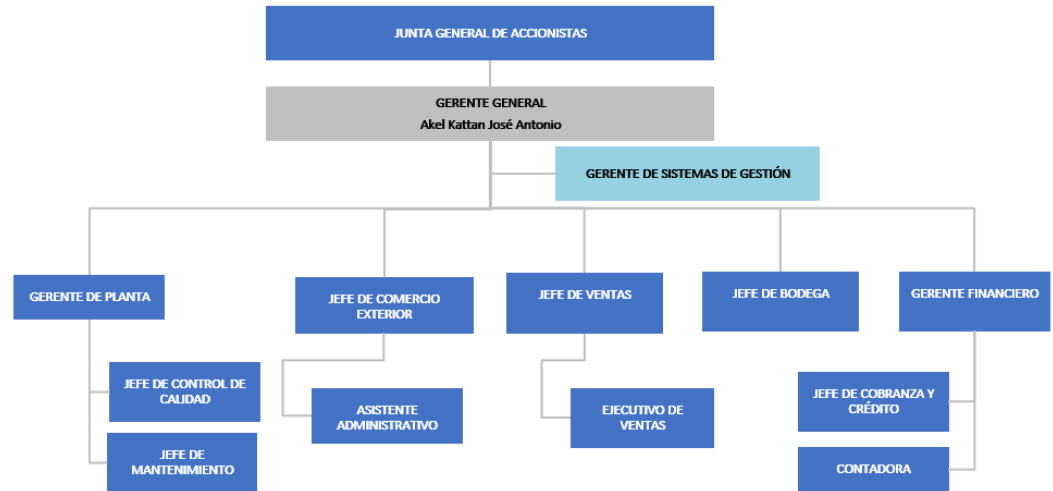 JUNTA GENERAL DE ACCIONISTAS
GERENTE GENERAL
Akel Kattan José Antonio
GERENTE DE SISTEMAS DE GESTIÓN
GERENTE DE PLANTA
JEFE DE COMERCIO
EXTERIOR
JEFE DE VENTAS
JEFE DE BODEGA
GERENTE FINANCIERO
JEFE DE CONTROL DE
CALIDAD
ASISTENTE
ADMINISTRATIVO
EJECUTIVO DE
VENTAS
JEFE DE COBRANZA Y
CRÉDITO
JEFE DE
MANTENIMIENTO
CONTADORA